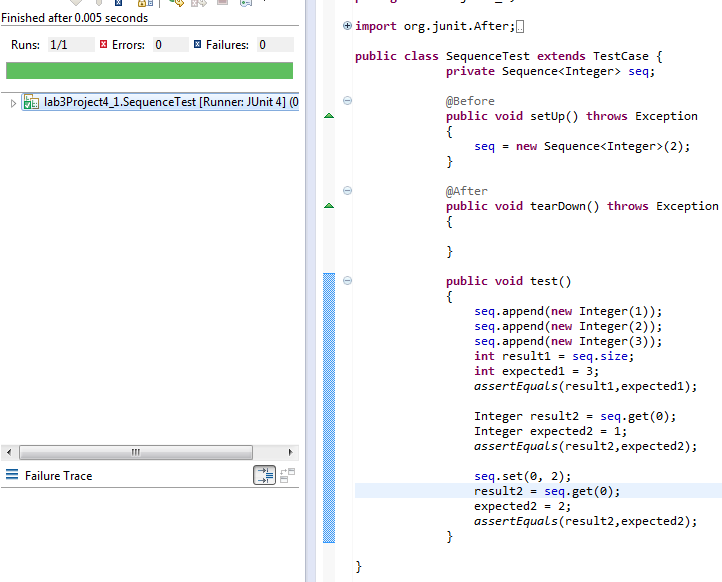 Finished after 0.005 seconds
Runs: 1/1 Errors: 0 Failures: 0
lab3Project4_1.SequenceTest [Runner: JUnit 4] (0
Failure Trace
import org.junit.After;
public class SequenceTest extends TestCase {
private Sequence<Integer> seq;
@Before
public void setUp() throws Exception
{
seq = new Sequence<Integer>(2);
}
@After
public void tearDown() throws Exception
{
}
public void test()
{
seq.append(new Integer(1));
seq.append(new Integer(2));
seq.append(new Integer(3));
int result1 = seq.size;
int expected1 = 3;
assertEquals(result1,expected1);
Integer result2 = seq.get(0);
Integer expected2 = 1;
assertEquals(result2,expected2);
seq.set(0, 2);
result2 = seq.get(0);
expected2 = 2;
assertEquals(result2,expected2);
}
}